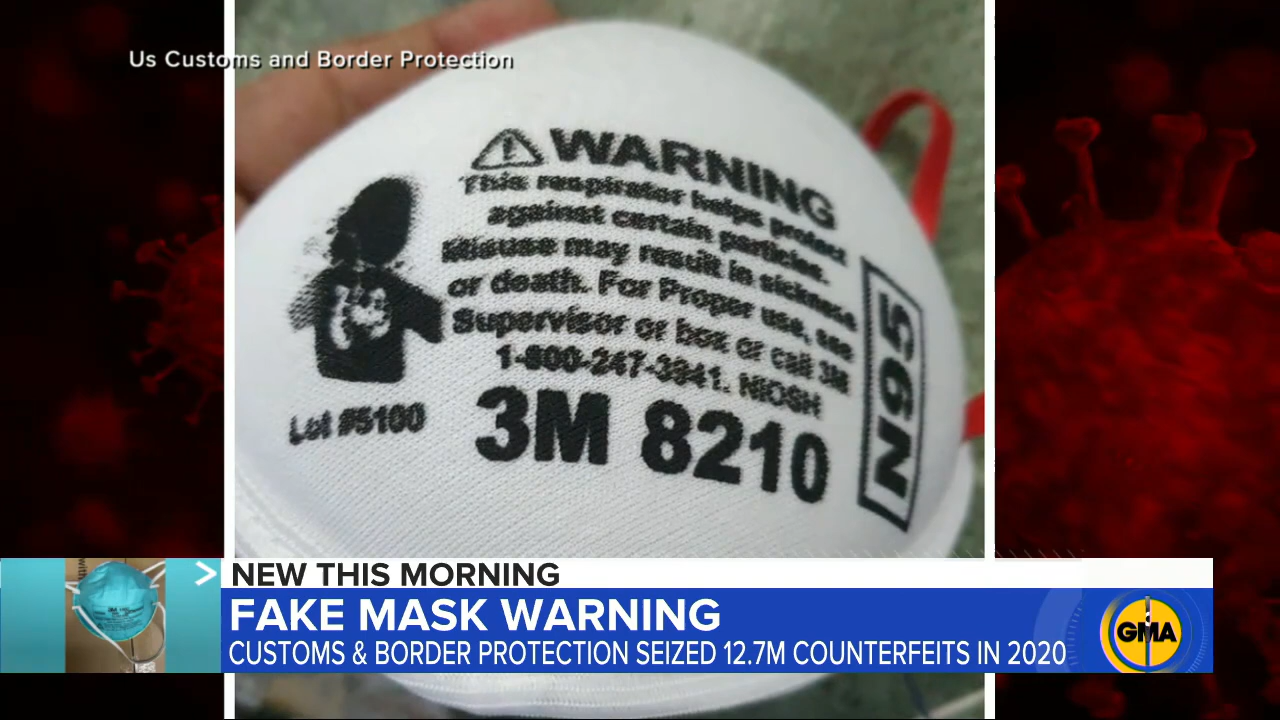 Us Customs and Border Protection
WARNING
This respirator helps protect
against certain particles.
Misuse may result in sickness
or death. For Proper use, see
Supervisor or box or call 3M
1-800-247-3941. NIOSH
3M 8210
N95
Lot #5100
NEW THIS MORNING
FAKE MASK WARNING
CUSTOMS & BORDER PROTECTION SEIZED 12.7M COUNTERFEITS IN 2020
GMA